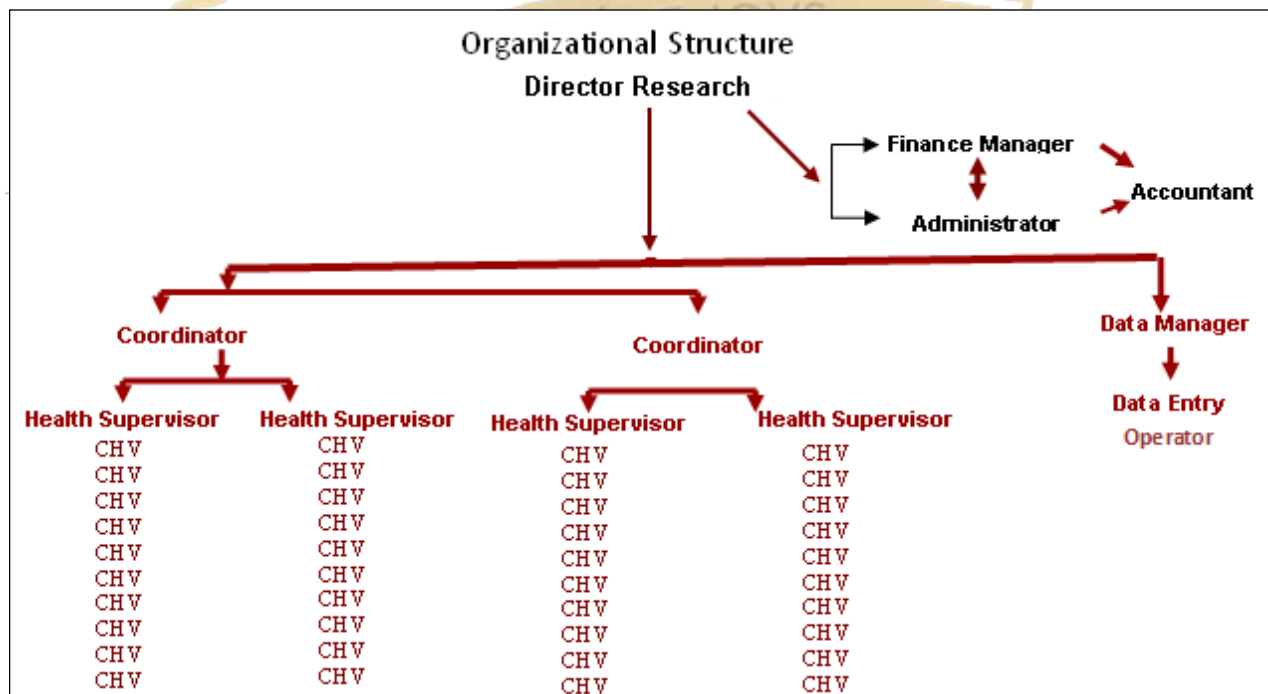 Organizational Structure
Director Research
Finance Manager
Accountant
Administrator
Coordinator
Coordinator
Data Manager
Health Supervisor
CHV
CHV
CHV
CHV
CHV
CHV
CHV
CHV
CHV
CHV
Health Supervisor
CHV
CHV
CHV
CHV
CHV
CHV
CHV
CHV
CHV
CHV
Health Supervisor
CHV
CHV
CHV
CHV
CHV
CHV
CHV
CHV
CHV
CHV
Health Supervisor
CHV
CHV
CHV
CHV
CHV
CHV
CHV
CHV
CHV
CHV
Data Entry
Operator